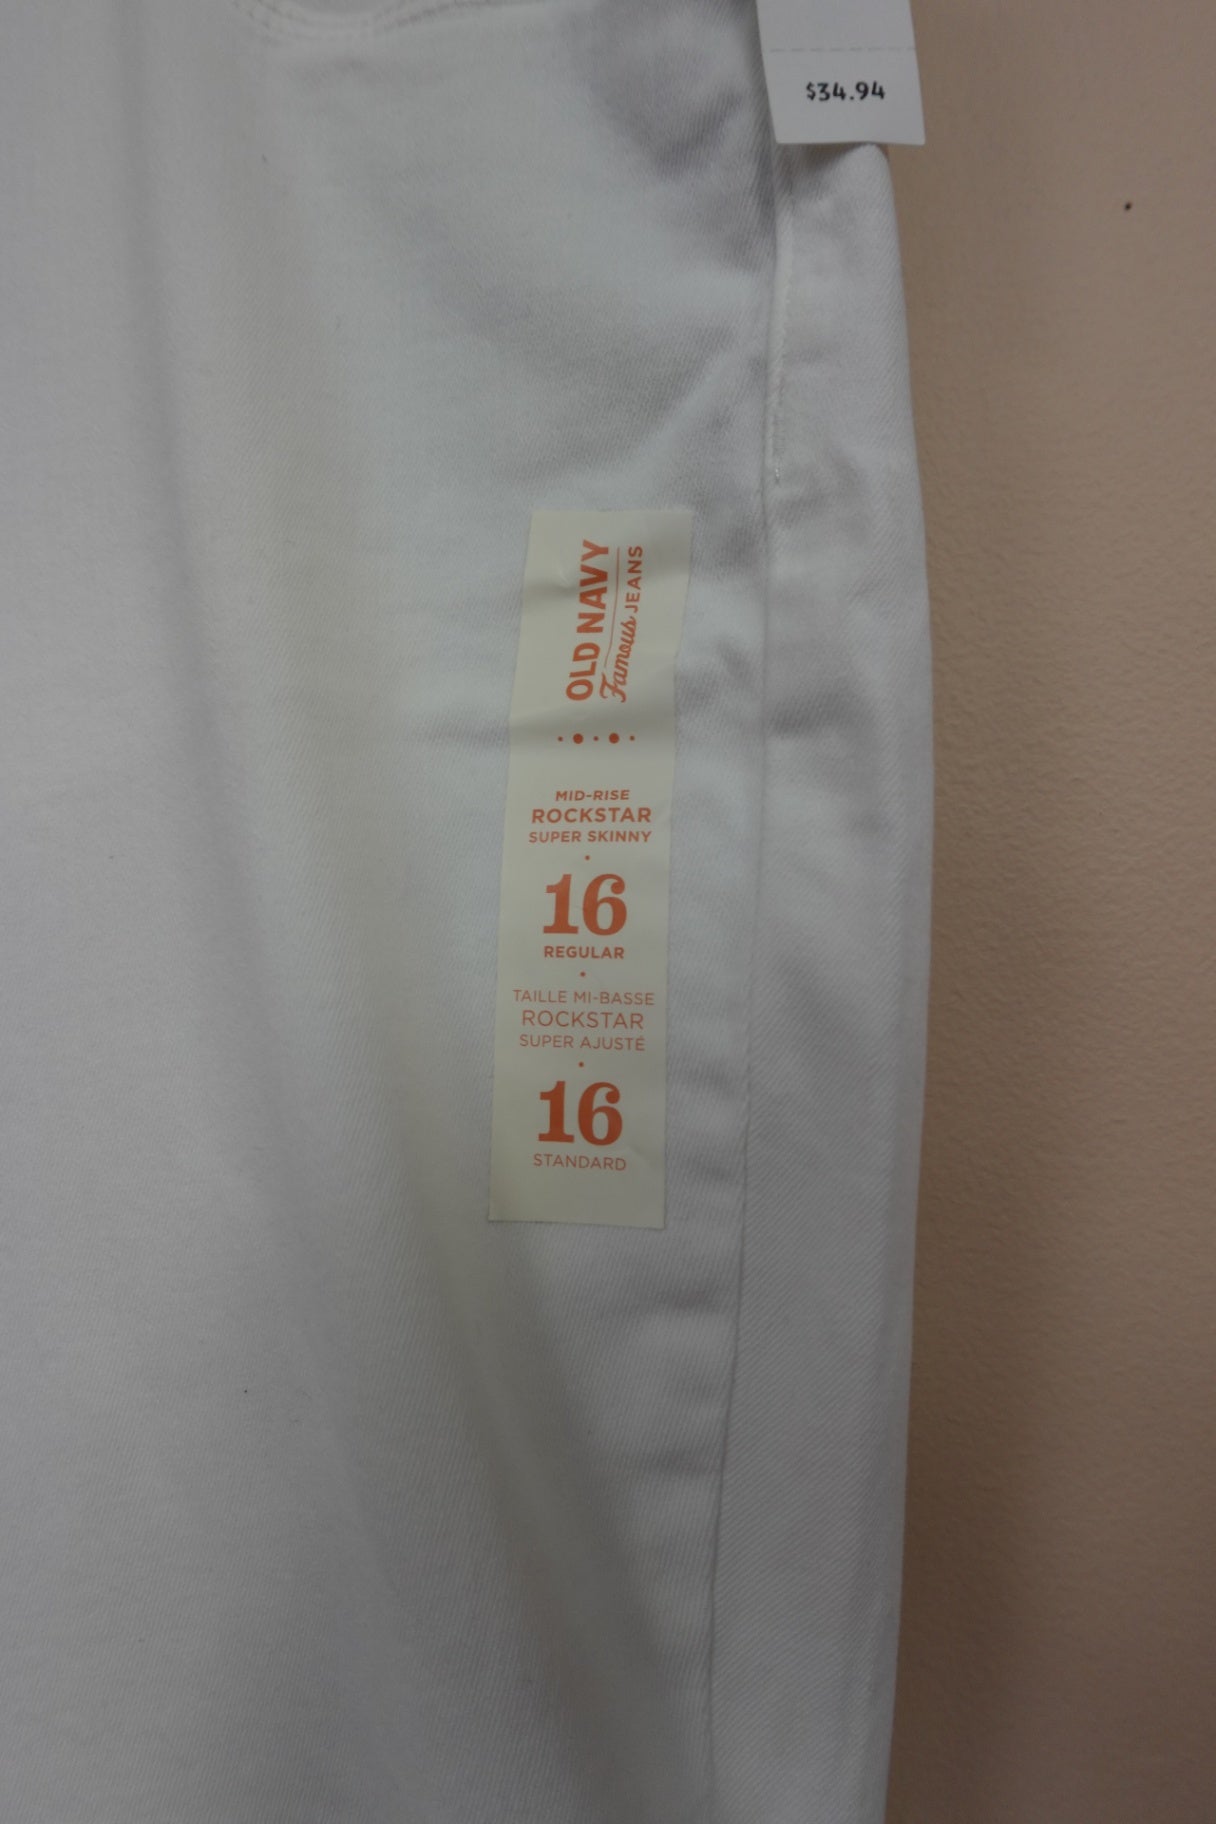 $34.94
OLD NAVY
Famous JEANS
MID-RISE
ROCKSTAR
SUPER SKINNY
16
REGULAR
TAILLE MI-BASSE
ROCKSTAR
SUPER AJUSTÉ
16
STANDARD